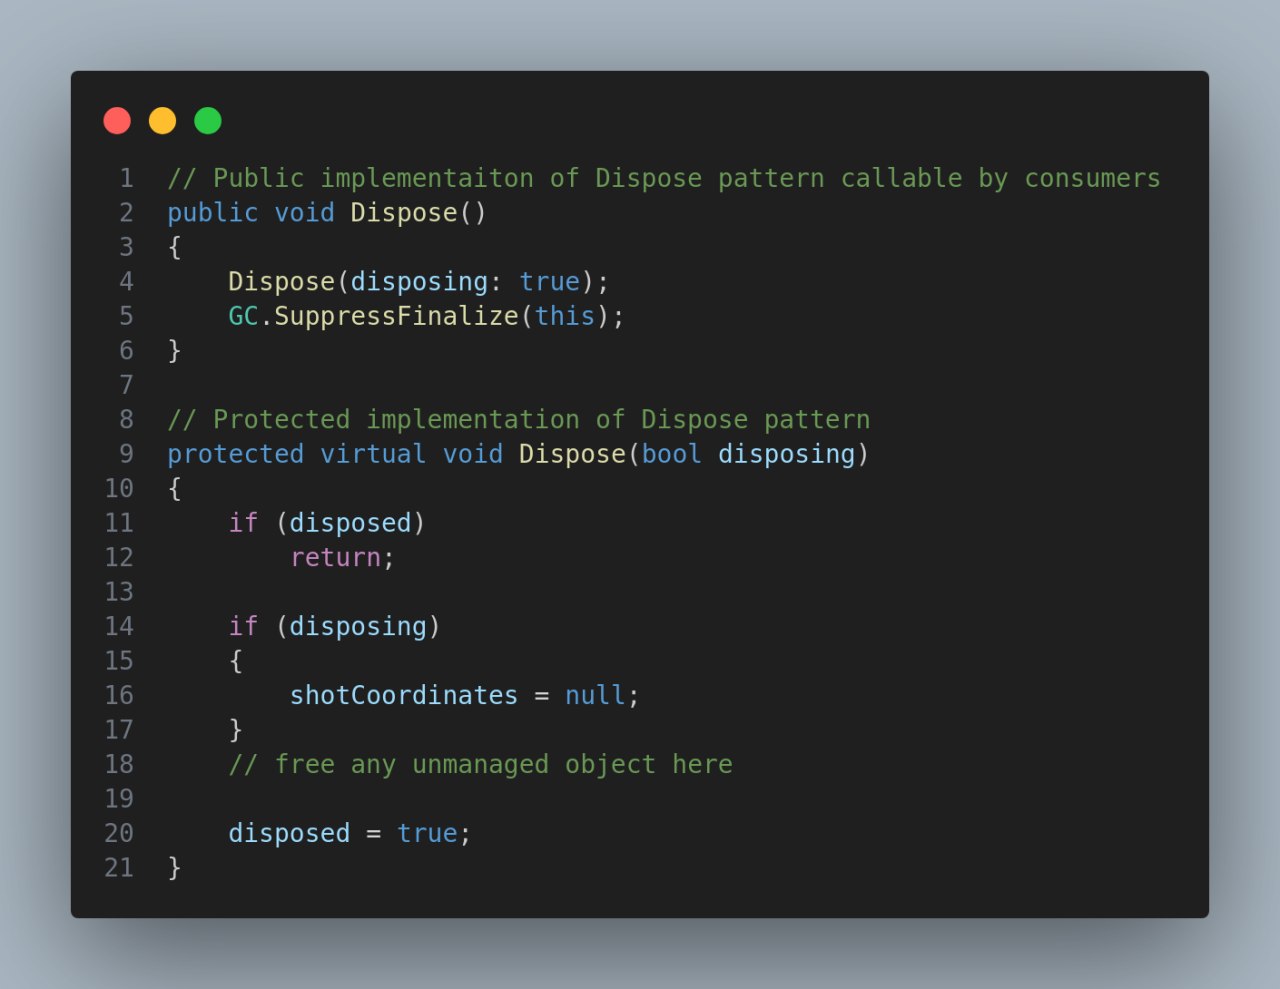 1 // Public implementaiton of Dispose pattern callable by consumers
2 public void Dispose()
3 {
4     Dispose(disposing: true);
5     GC.SuppressFinalize(this);
6 }
7
8 // Protected implementation of Dispose pattern
9 protected virtual void Dispose(bool disposing)
10 {
11     if (disposed)
12         return;
13
14     if (disposing)
15     {
16         shotCoordinates = null;
17     }
18     // free any unmanaged object here
19
20     disposed = true;
21 }